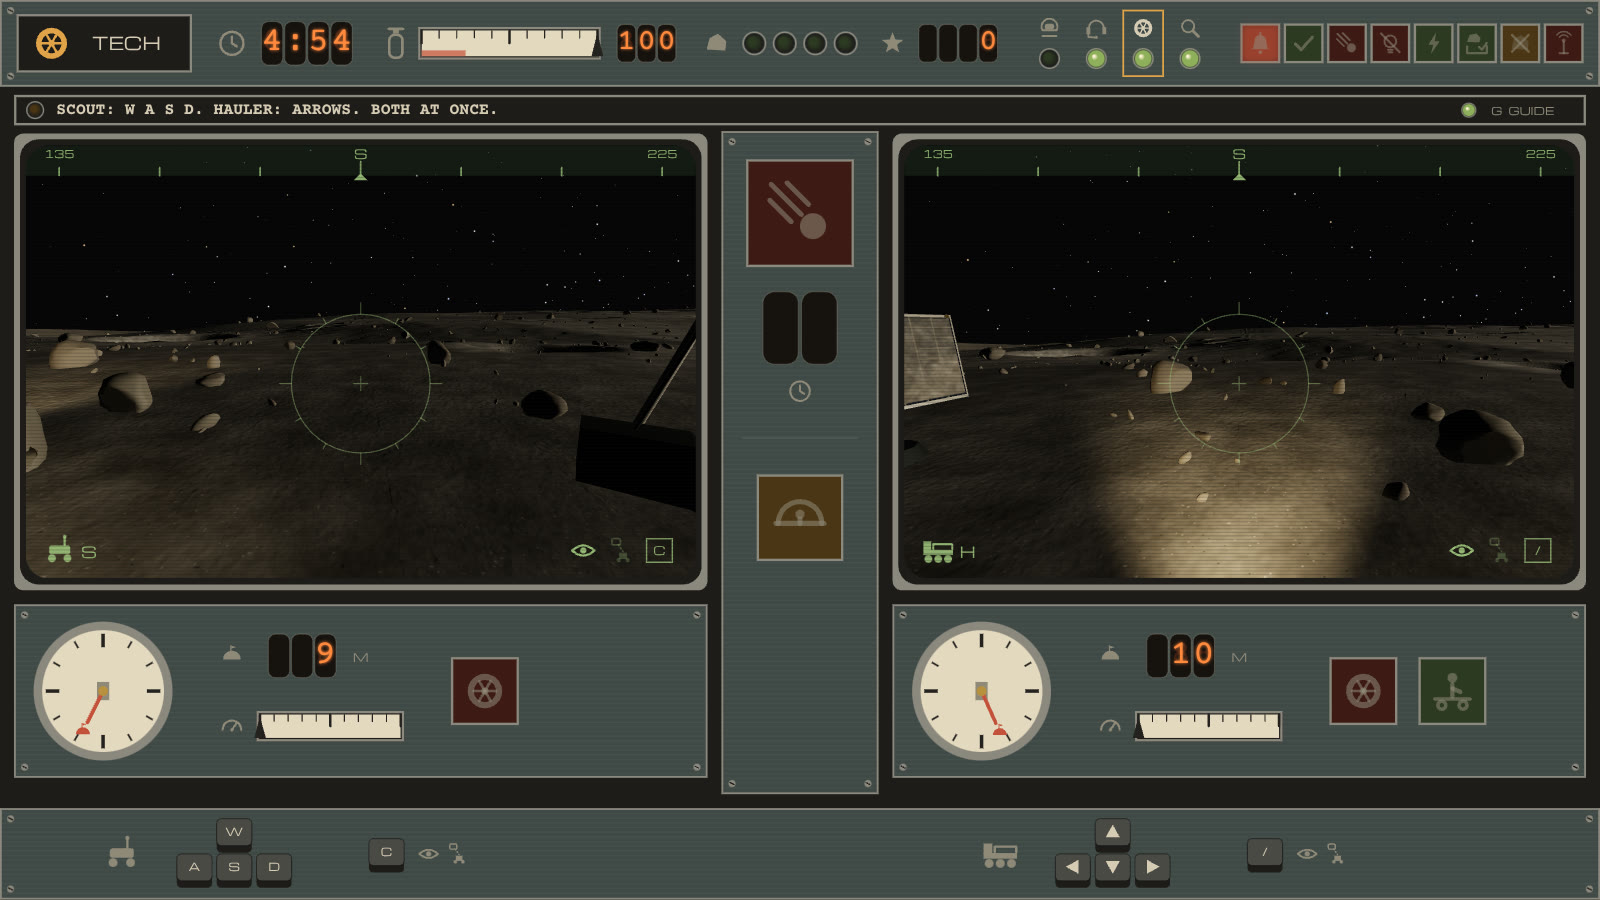 TECH
4:54
100
0
SCOUT: W A S D. HAULER: ARROWS. BOTH AT ONCE.
G GUIDE
135 S 225
135 S 225
S
C
H
/
9 M
10 M
W
A S D
C
/